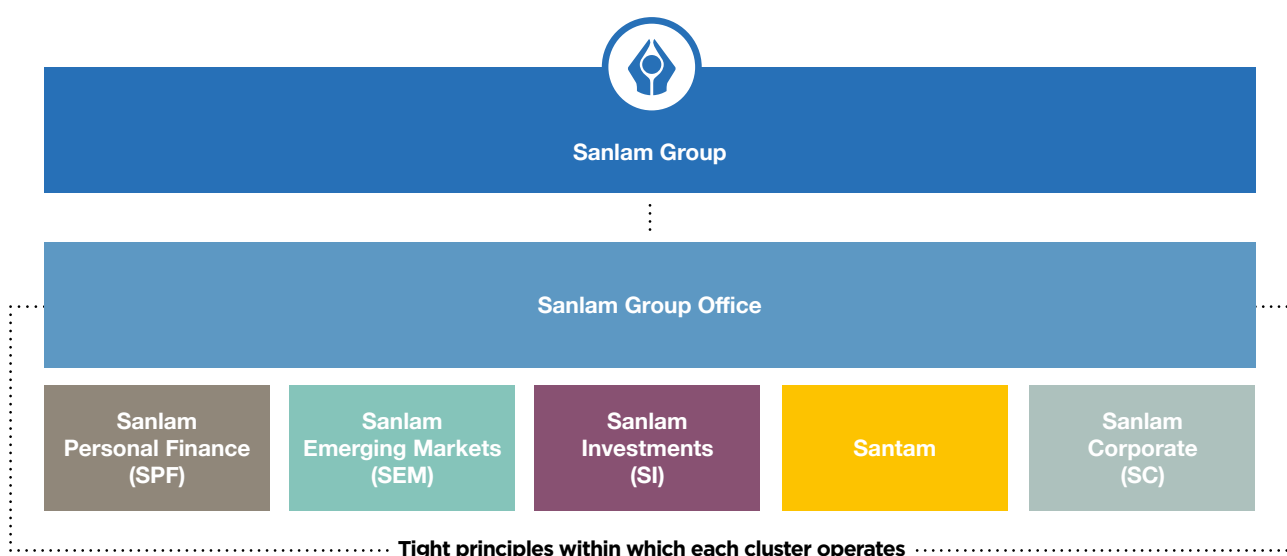 Sanlam Group
Sanlam Group Office
Sanlam
Personal Finance
(SPF)
Sanlam
Emerging Markets
(SEM)
Sanlam
Investments
(SI)
Santam
Sanlam
Corporate
(SC)
Tight principles within which each cluster operates